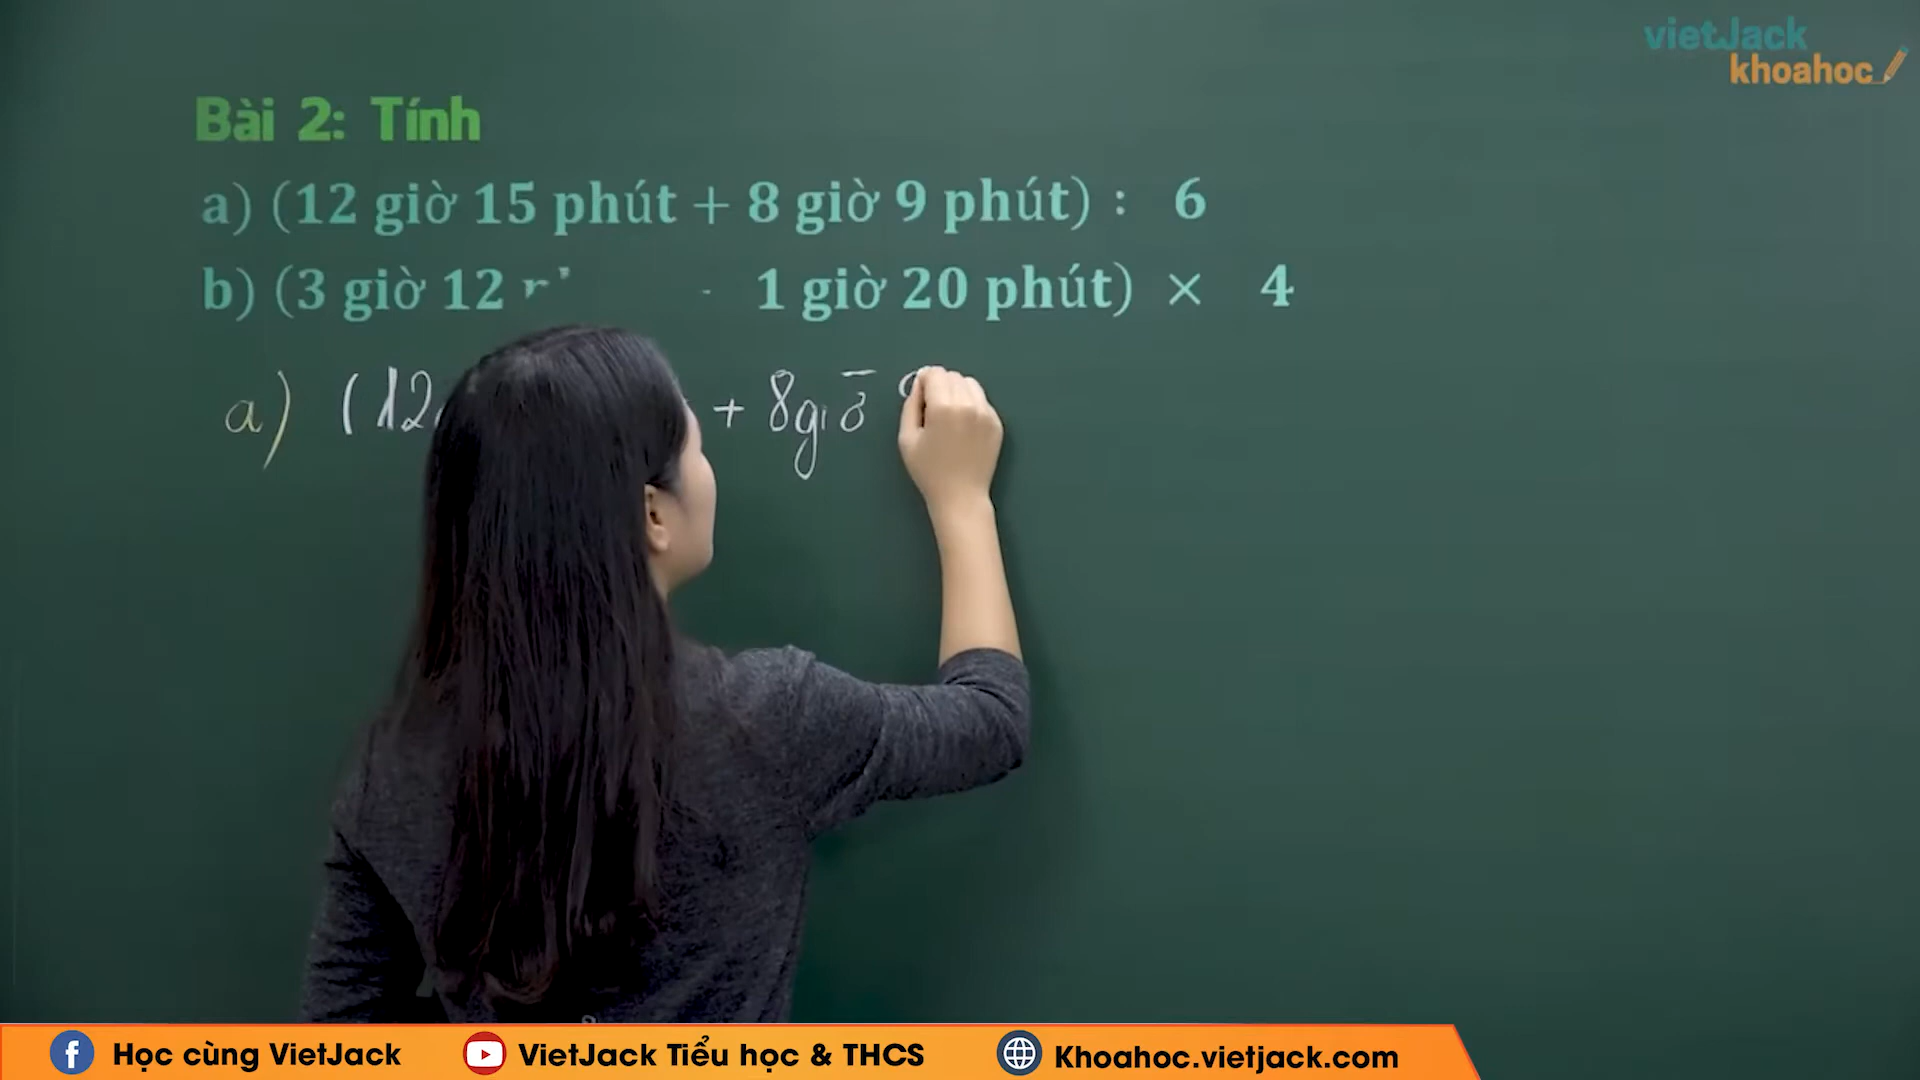 vietJack
khoahoc
Bài 2: Tính
a) (12 giờ 15 phút + 8 giờ 9 phút) : 6
b) (3 giờ 12 - 1 giờ 20 phút) × 4
a) (12 + 8giờ
Học cùng VietJack
VietJack Tiểu học & THCS
Khoahoc.vietjack.com